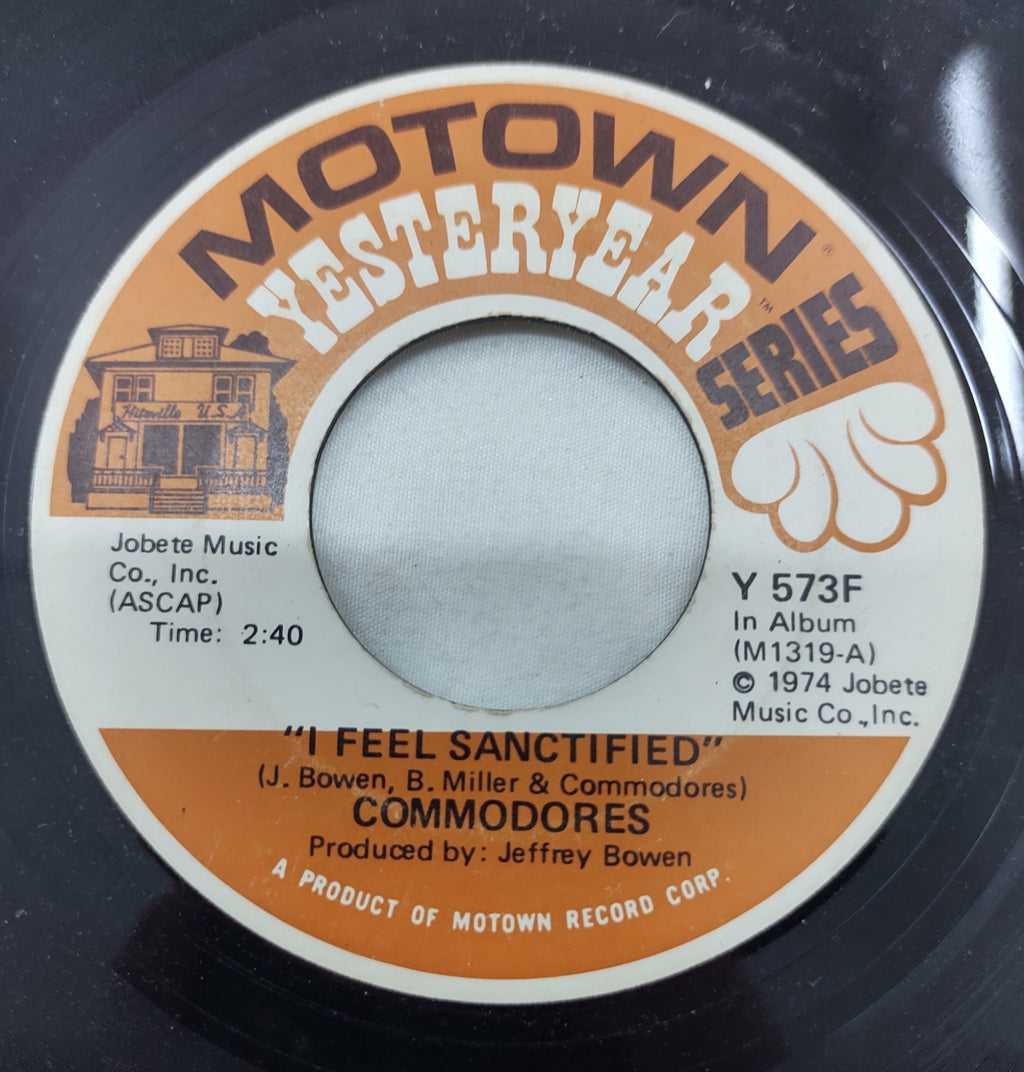 MOTOWN ®
YESTERYEAR ™
SERIES
Hitsville U.S.A.
Jobete Music
Co., Inc.
(ASCAP)
Time: 2:40
Y 573F
In Album
(M1319-A)
© 1974 Jobete
Music Co., Inc.
"I FEEL SANCTIFIED"
(J. Bowen, B. Miller & Commodores)
COMMODORES
Produced by: Jeffrey Bowen
A PRODUCT OF MOTOWN RECORD CORP.